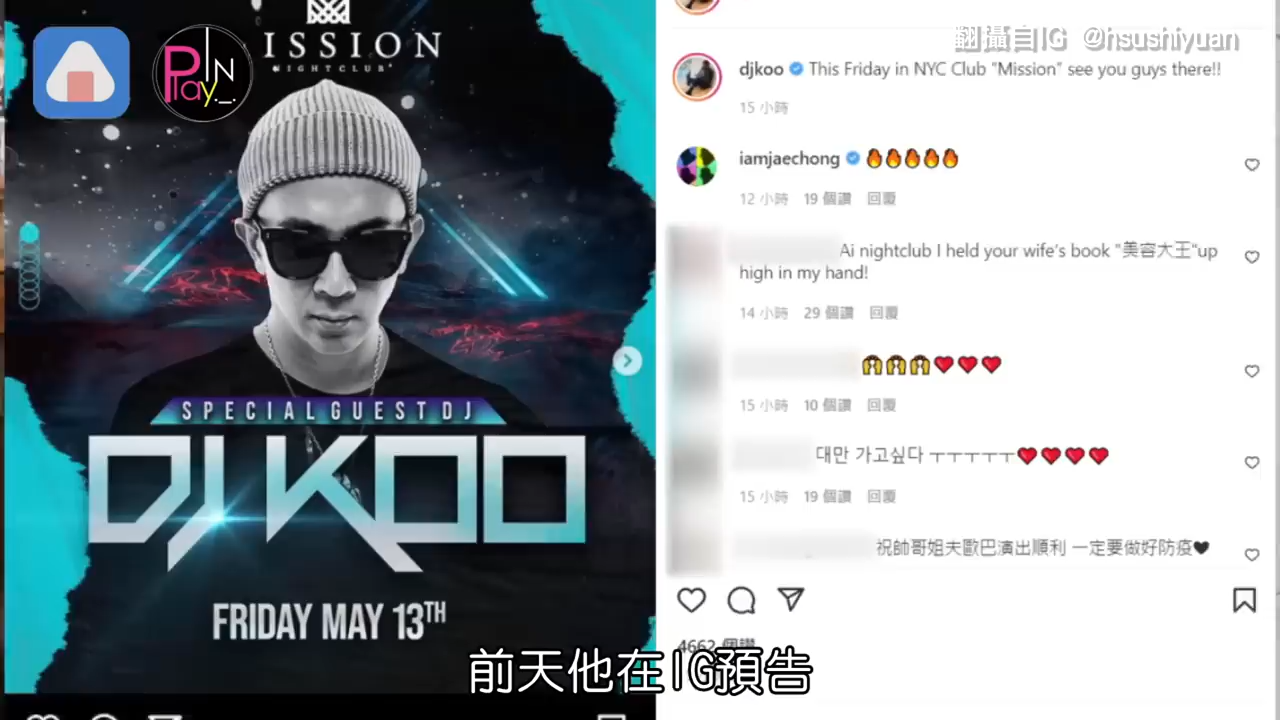 MISSION
NIGHTCLUB
Play IN
SPECIAL GUEST DJ
DJ KOO
FRIDAY MAY 13TH
翻攝自IG @hsushiyuan
djkoo This Friday in NYC Club "Mission" see you guys there!!
15 小時
iamjaechong 🔥🔥🔥🔥🔥
12 小時 19 個讚 回覆
Ai nightclub I held your wife's book "美容大王"up
high in my hand!
14 小時 29 個讚 回覆
🙌🙌🙌❤️❤️❤️
15 小時 10 個讚 回覆
대만 가고싶다 ㅜㅜㅜㅜㅜ❤️❤️❤️❤️
15 小時 19 個讚 回覆
祝帥哥姐夫歐巴演出順利 一定要做好防疫🖤
4662 個讚
前天他在IG預告